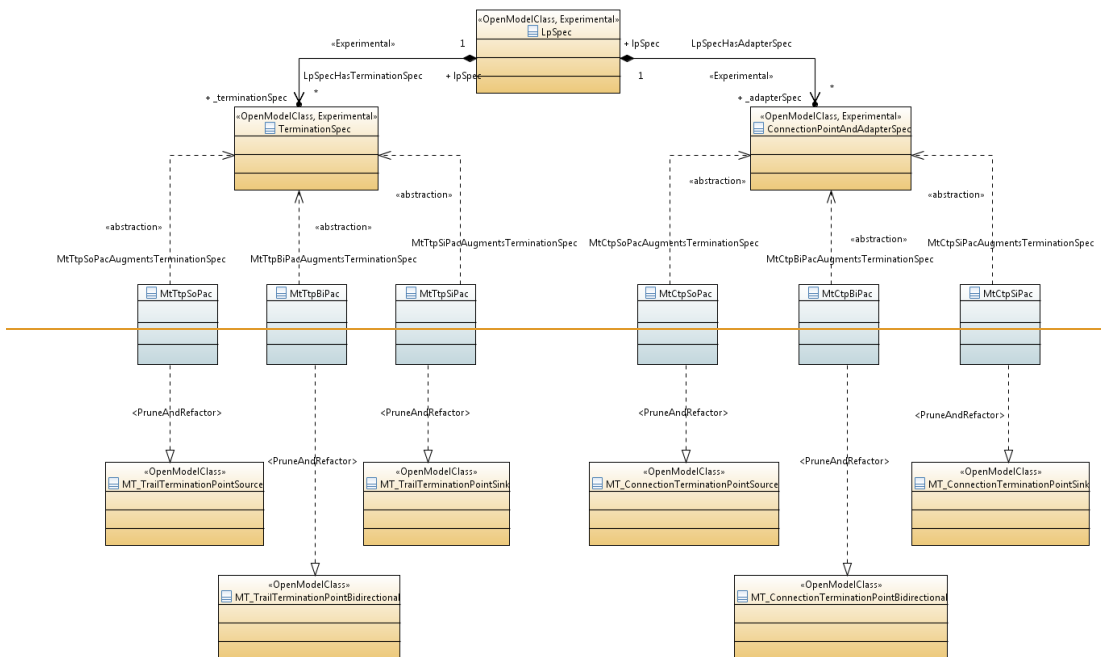 «OpenModelClass, Experimental»
LpSpec
«Experimental»
1
+ lpSpec
LpSpecHasAdapterSpec
LpSpecHasTerminationSpec
+ lpSpec
1
«Experimental»
+ _terminationSpec
*
+ _adapterSpec
*
«OpenModelClass, Experimental»
TerminationSpec
«OpenModelClass, Experimental»
ConnectionPointAndAdapterSpec
«abstraction»
«abstraction»
«abstraction»
«abstraction»
«abstraction»
«abstraction»
MtTtpSoPacAugmentsTerminationSpec
MtTtpBiPacAugmentsTerminationSpec
MtTtpSiPacAugmentsTerminationSpec
MtCtpSoPacAugmentsTerminationSpec
MtCtpBiPacAugmentsTerminationSpec
MtCtpSiPacAugmentsTerminationSpec
MtTtpSoPac
MtTtpBiPac
MtTtpSiPac
MtCtpSoPac
MtCtpBiPac
MtCtpSiPac
<PruneAndRefactor>
<PruneAndRefactor>
<PruneAndRefactor>
<PruneAndRefactor>
<PruneAndRefactor>
<PruneAndRefactor>
«OpenModelClass»
MT_TrailTerminationPointSource
«OpenModelClass»
MT_TrailTerminationPointSink
«OpenModelClass»
MT_ConnectionTerminationPointSource
«OpenModelClass»
MT_ConnectionTerminationPointSink
«OpenModelClass»
MT_TrailTerminationPointBidirectional
«OpenModelClass»
MT_ConnectionTerminationPointBidirectional